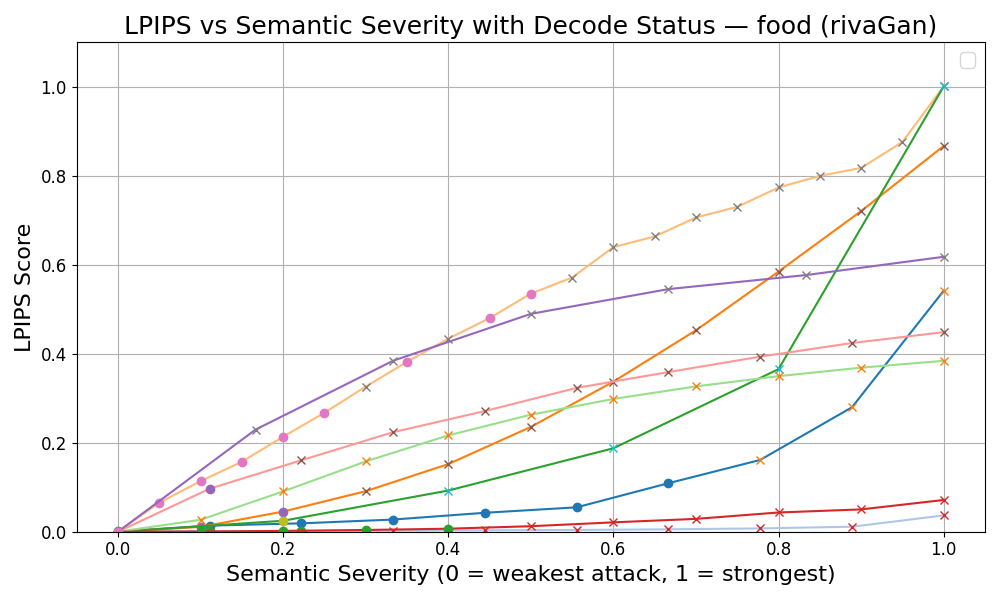 LPIPS vs Semantic Severity with Decode Status — food (rivaGan)
LPIPS Score
1.0
0.8
0.6
0.4
0.2
0.0
0.0 0.2 0.4 0.6 0.8 1.0
Semantic Severity (0 = weakest attack, 1 = strongest)